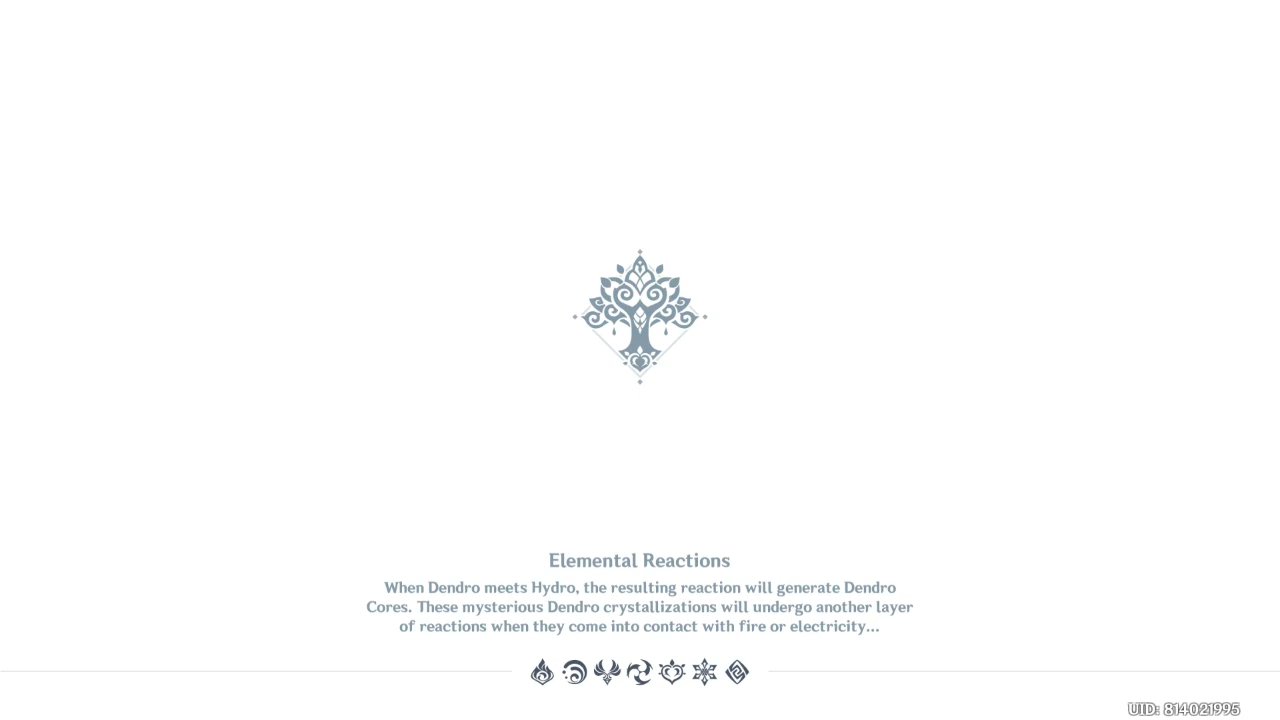 Elemental Reactions
When Dendro meets Hydro, the resulting reaction will generate Dendro
Cores. These mysterious Dendro crystallizations will undergo another layer
of reactions when they come into contact with fire or electricity...
UID: 814021995